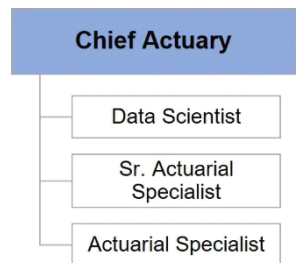 Chief Actuary
Data Scientist
Sr. Actuarial
Specialist
Actuarial Specialist